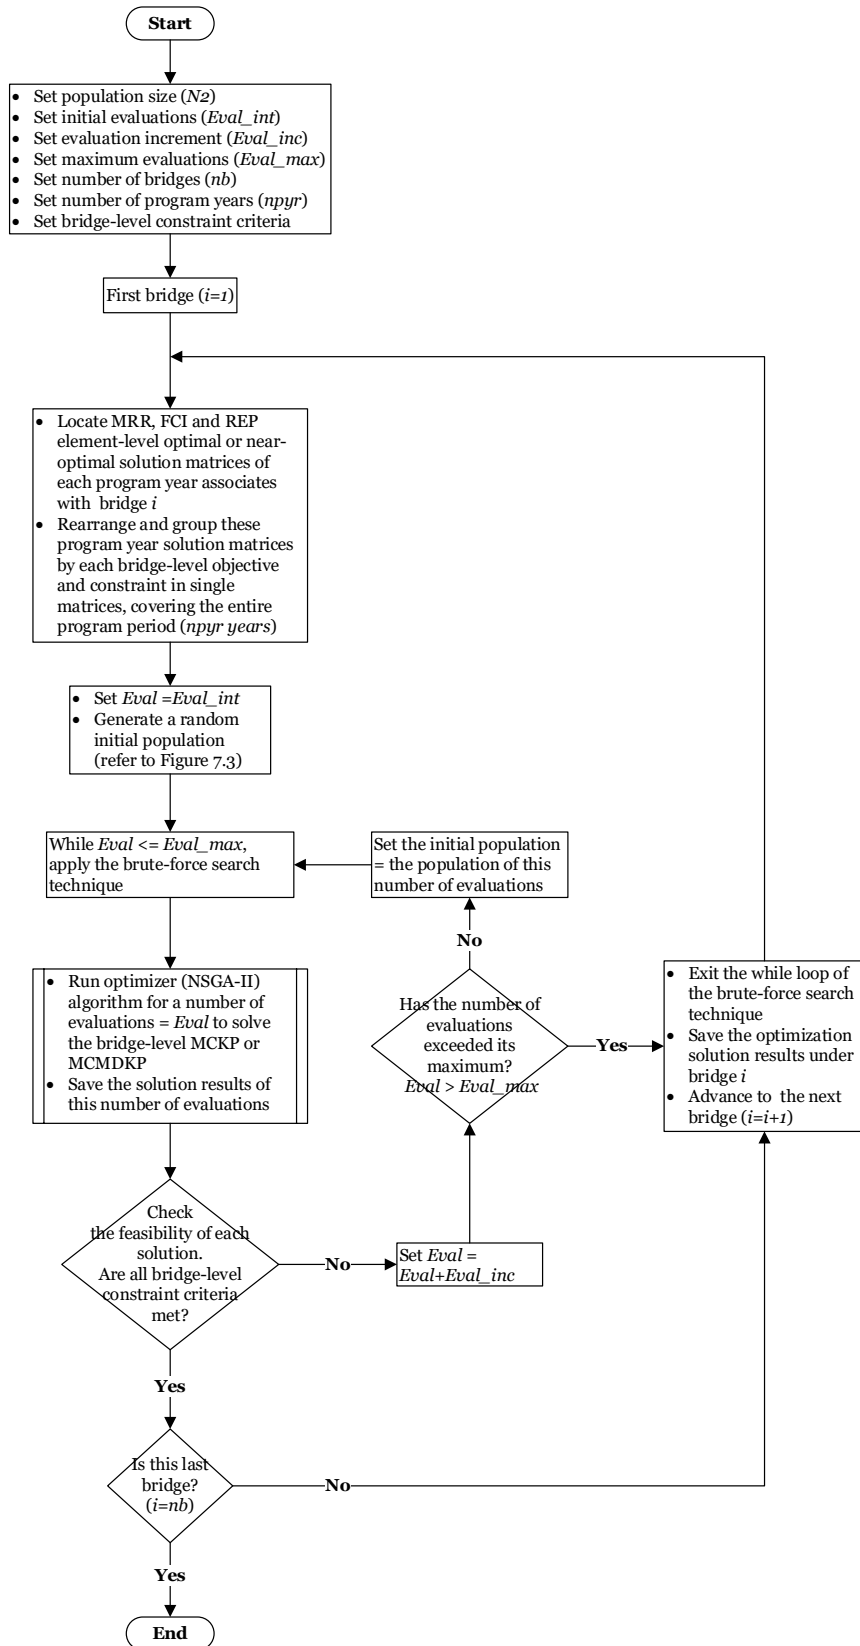 Start
• Set population size (N2)
• Set initial evaluations (Eval_int)
• Set evaluation increment (Eval_inc)
• Set maximum evaluations (Eval_max)
• Set number of bridges (nb)
• Set number of program years (npyr)
• Set bridge-level constraint criteria
First bridge (i=1)
• Locate MRR, FCI and REP
element-level optimal or near-
optimal solution matrices of
each program year associates
with bridge i
• Rearrange and group these
program year solution matrices
by each bridge-level objective
and constraint in single
matrices, covering the entire
program period (npyr years)
• Set Eval =Eval_int
• Generate a random
initial population
(refer to Figure 7.3)
While Eval <= Eval_max,
apply the brute-force search
technique
Set the initial population
= the population of this
number of evaluations
No
• Run optimizer (NSGA-II)
algorithm for a number of
evaluations = Eval to solve
the bridge-level MCKP or
MCMDKP
• Save the solution results of
this number of evaluations
Has the number of
evaluations
exceeded its
maximum?
Eval > Eval_max
Yes
• Exit the while loop of
the brute-force search
technique
• Save the optimization
solution results under
bridge i
• Advance to the next
bridge (i=i+1)
Check
the feasibility of each
solution.
Are all bridge-level
constraint criteria
met?
No
Set Eval =
Eval+Eval_inc
Yes
Is this last
bridge?
(i=nb)
No
Yes
End